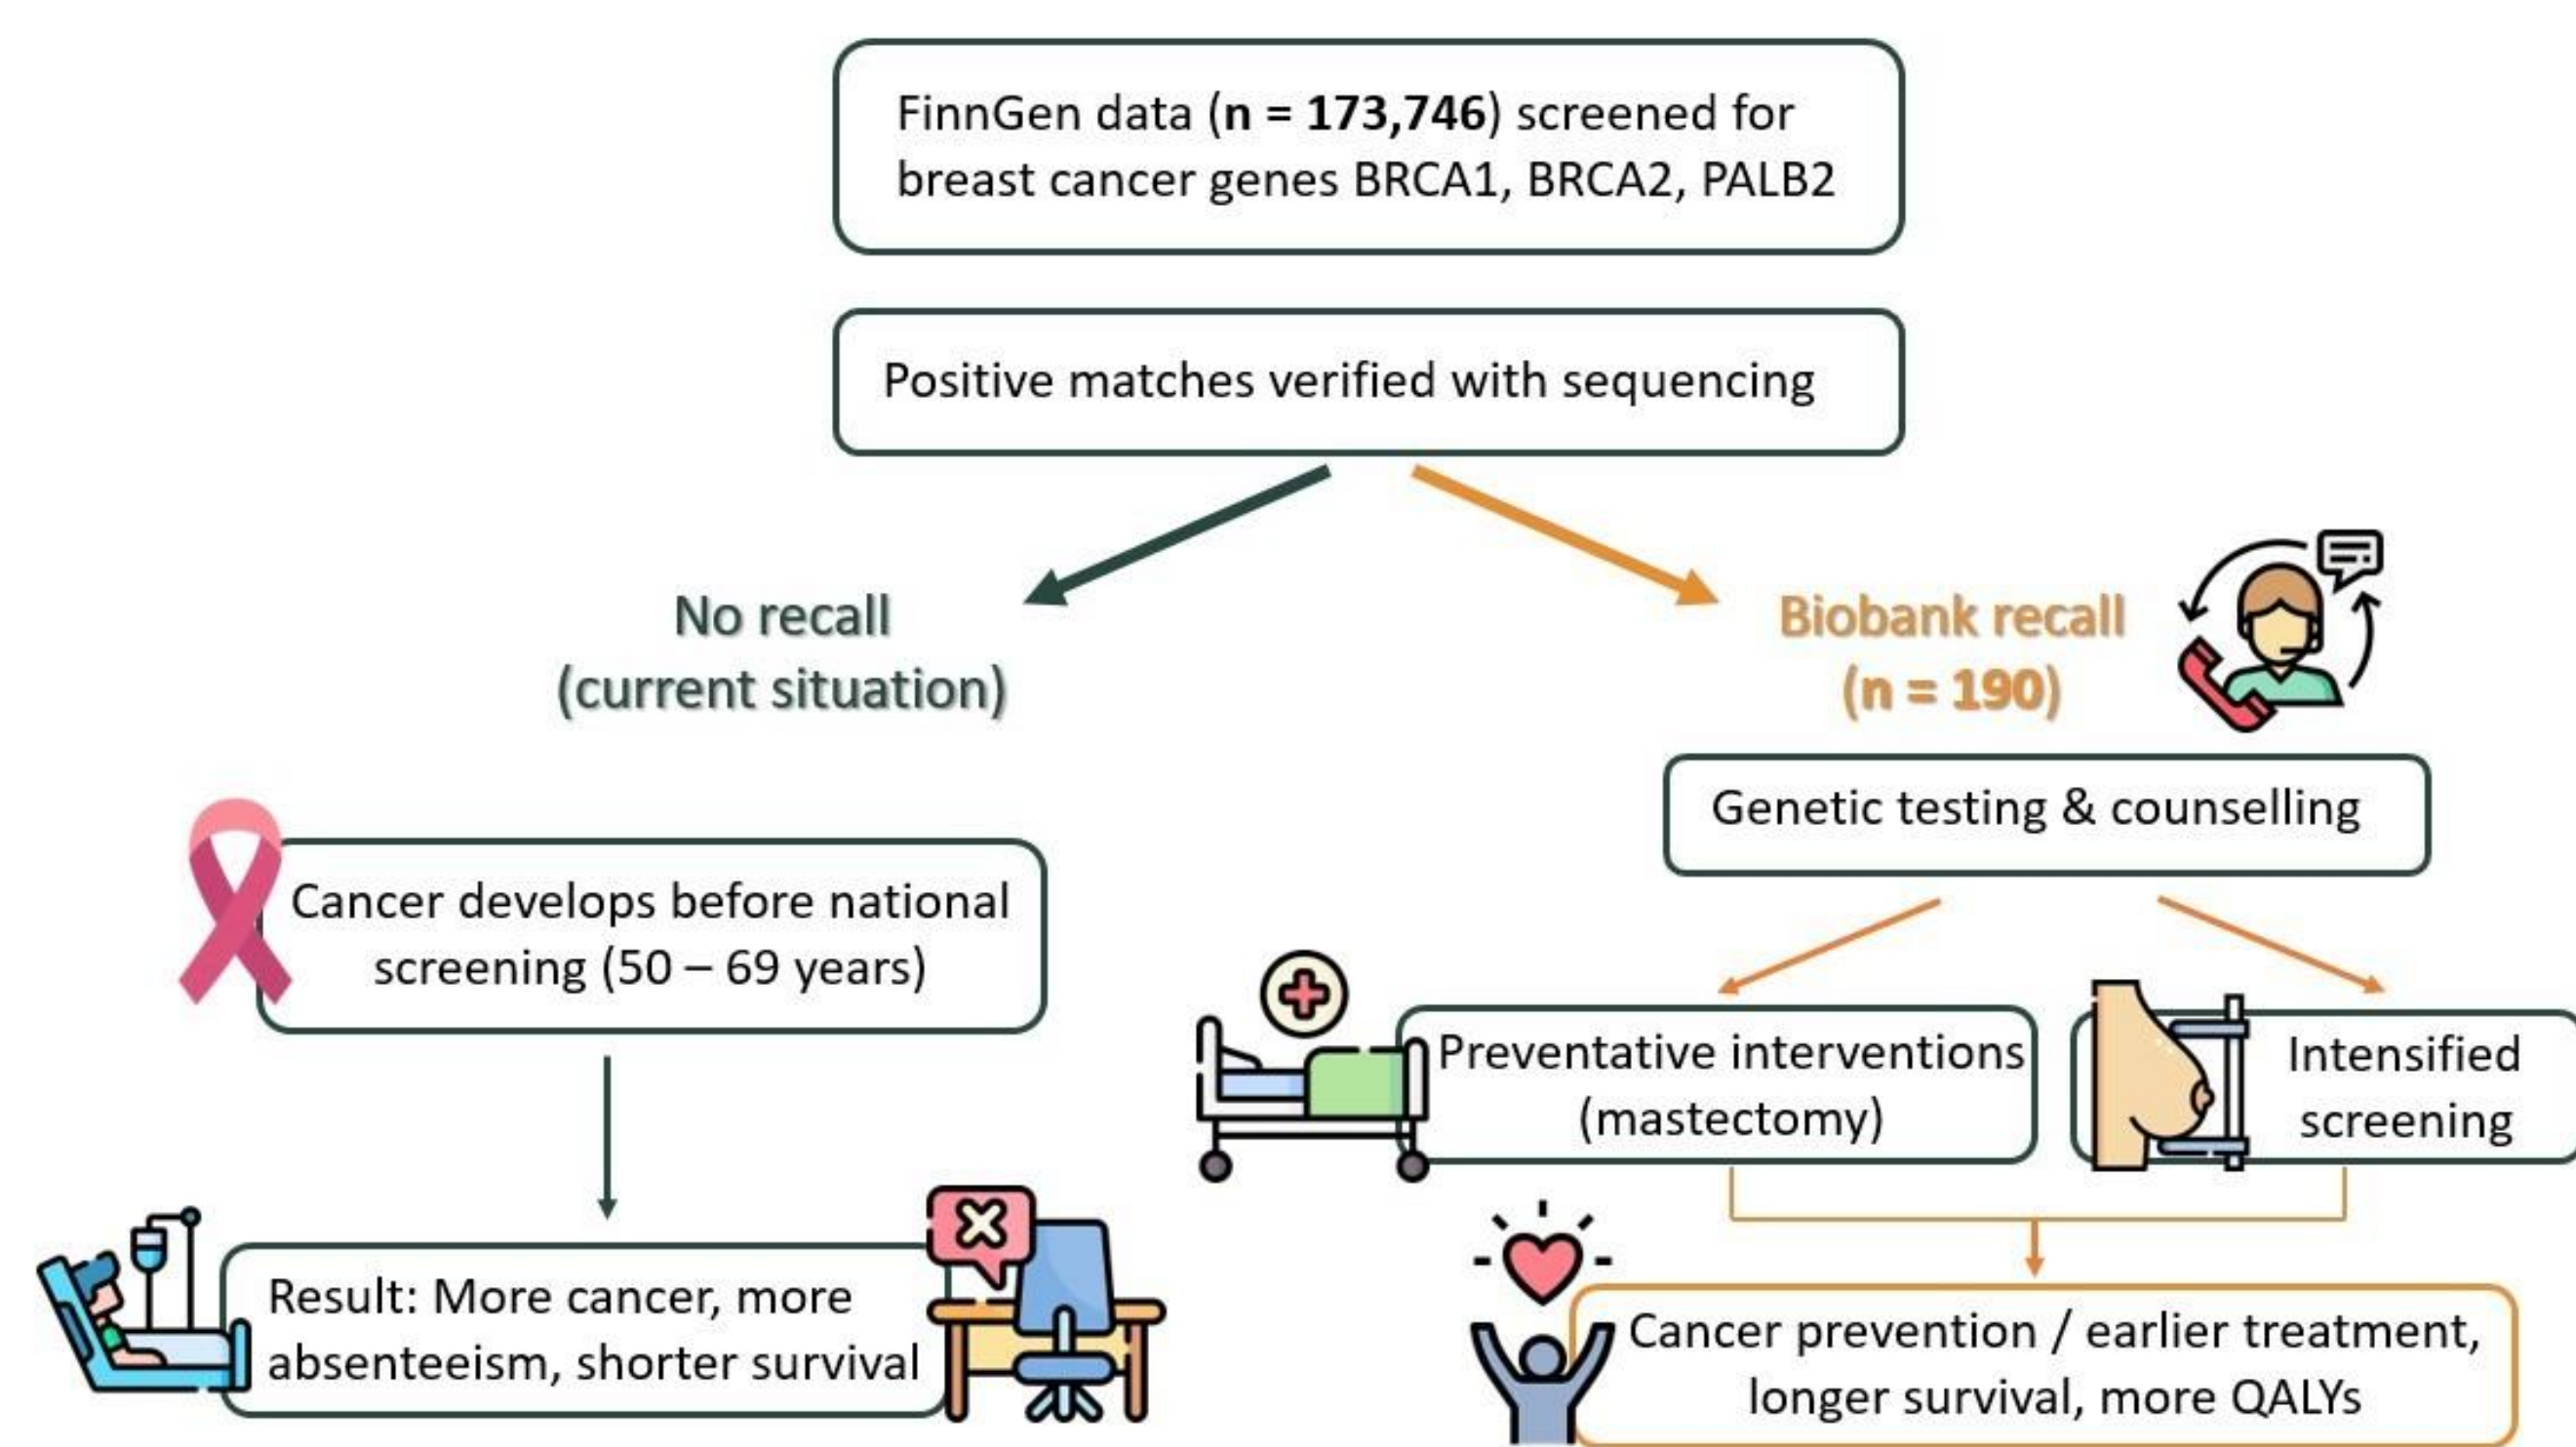 FinnGen data (n = 173,746) screened for
breast cancer genes BRCA1, BRCA2, PALB2
Positive matches verified with sequencing
No recall
(current situation)
Biobank recall
(n = 190)
Genetic testing & counselling
Cancer develops before national
screening (50 – 69 years)
Preventative interventions
(mastectomy)
Intensified
screening
Result: More cancer, more
absenteeism, shorter survival
Cancer prevention / earlier treatment,
longer survival, more QALYs